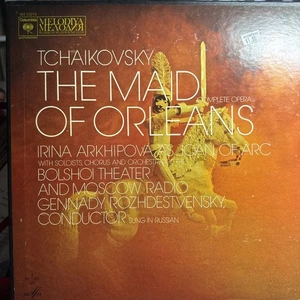 MELODIYA
МЕЛОДИЯ
TCHAIKOVSKY
THE MAID
COMPLETE OPERA
OF ORLEANS
IRINA ARKHIPOVA AS JOAN OF ARC
WITH SOLOISTS, CHORUS AND ORCHESTRA OF THE
BOLSHOI THEATER
AND MOSCOW RADIO
GENNADY ROZHDESTVENSKY,
CONDUCTOR SUNG IN RUSSIAN